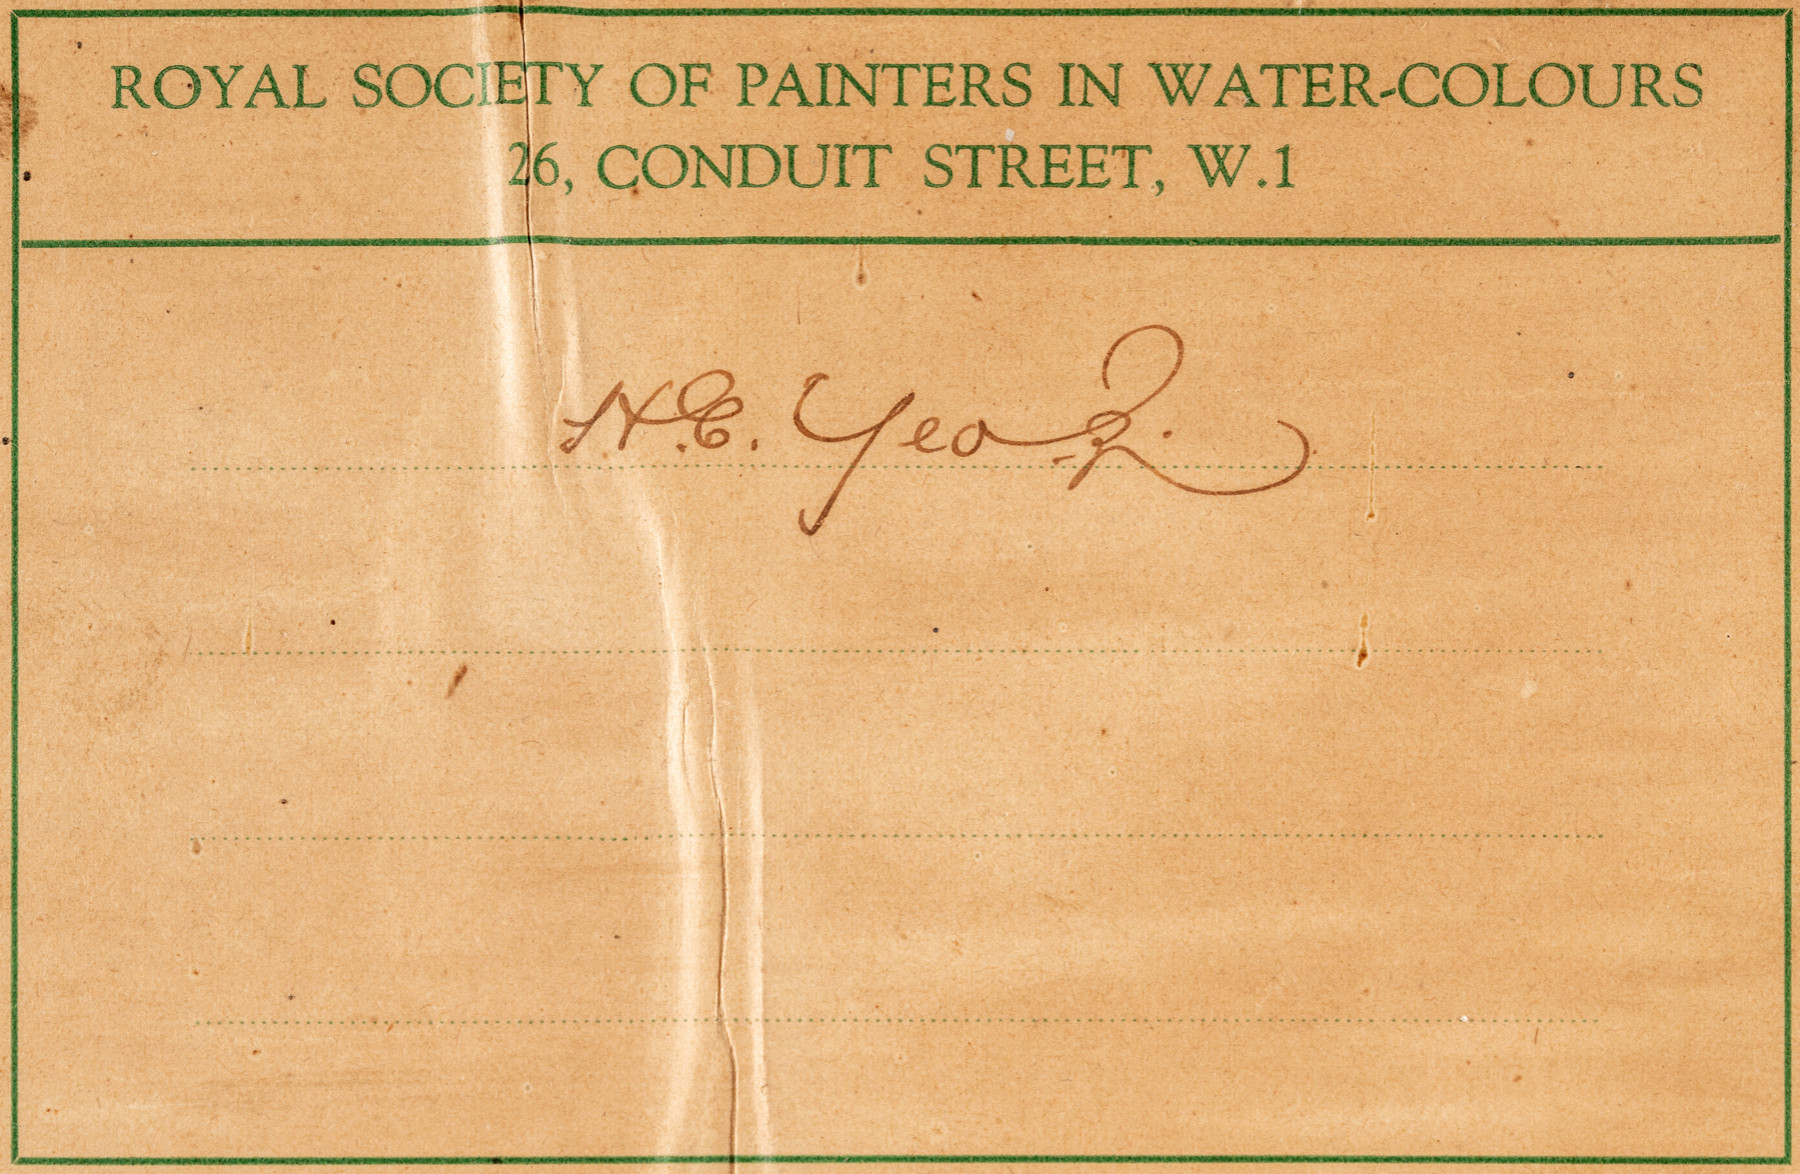 ROYAL SOCIETY OF PAINTERS IN WATER-COLOURS
26, CONDUIT STREET, W.1
H.E. Yeo